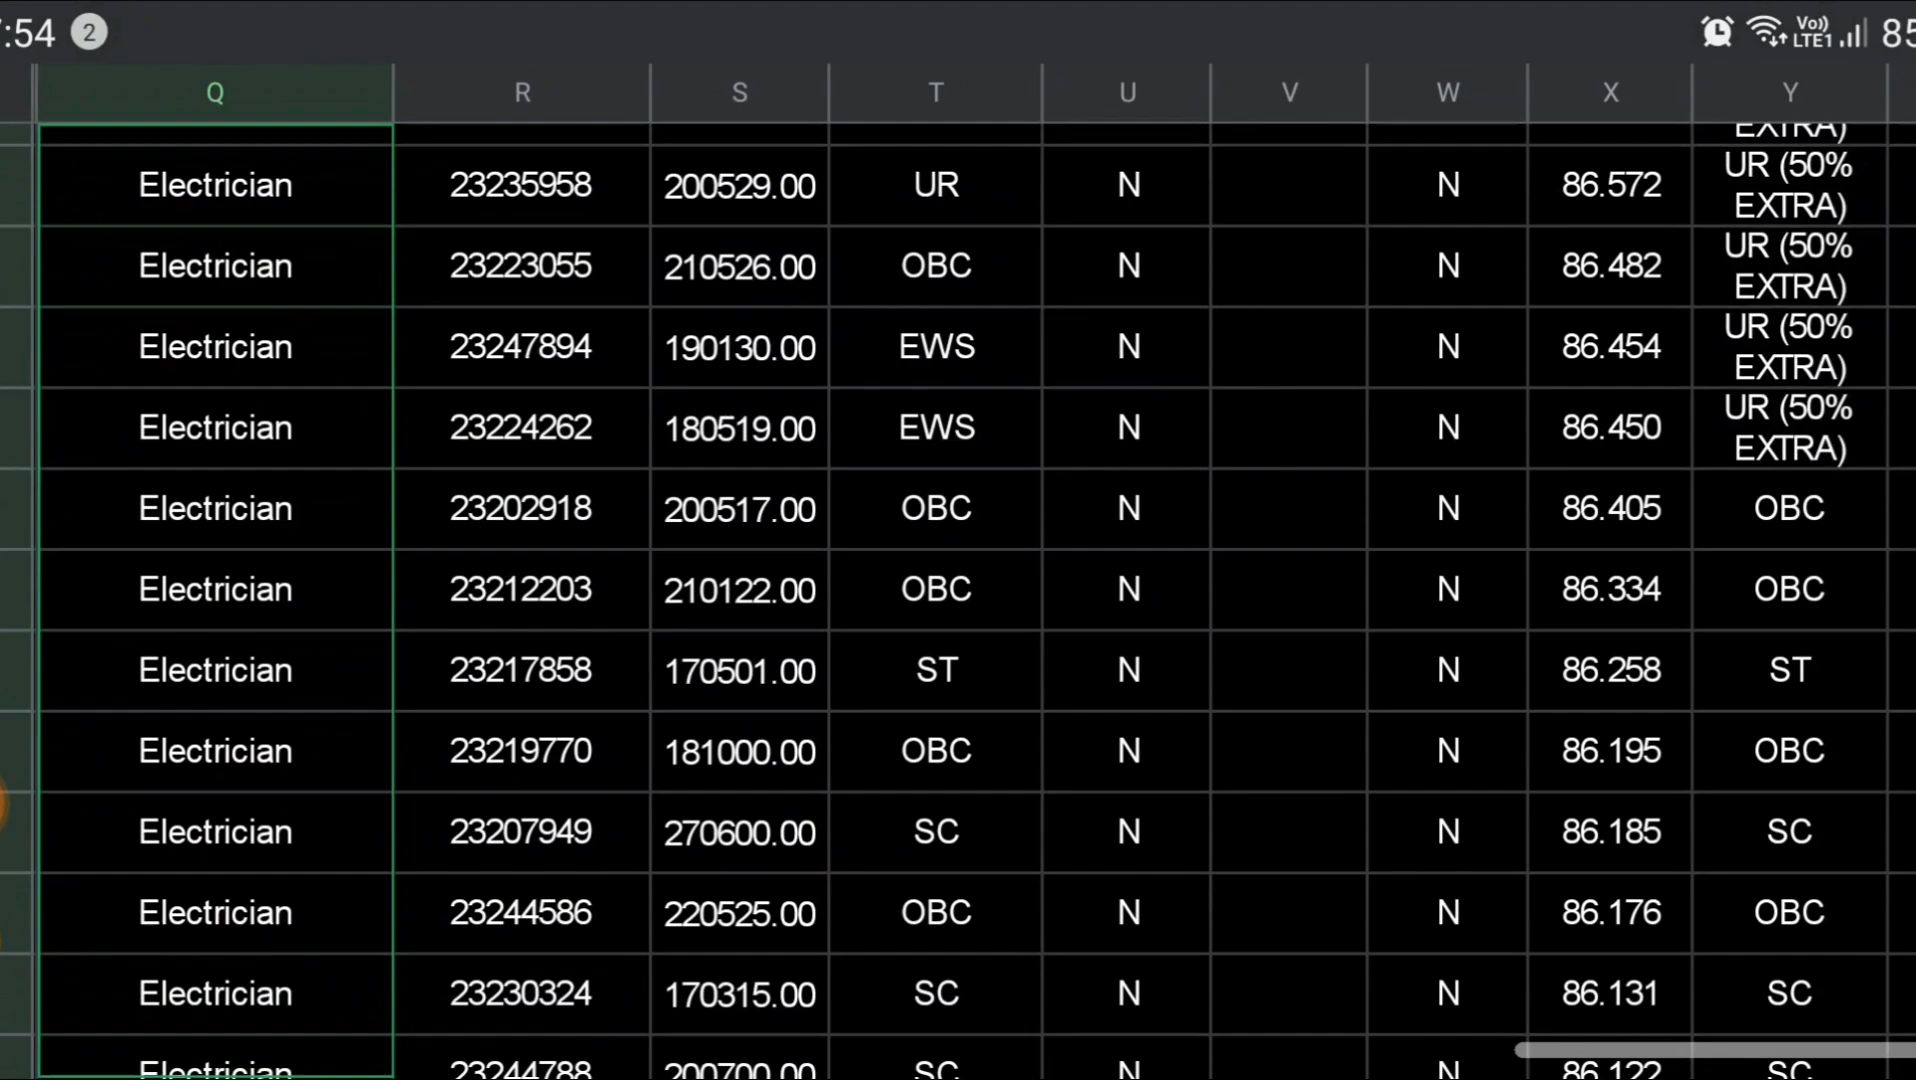 :54 2 Vo)) LTE1 85
Q R S T U V W X Y
EXTRA)
Electrician 23235958 200529.00 UR N N 86.572 UR (50% EXTRA)
Electrician 23223055 210526.00 OBC N N 86.482 UR (50% EXTRA)
Electrician 23247894 190130.00 EWS N N 86.454 UR (50% EXTRA)
Electrician 23224262 180519.00 EWS N N 86.450 UR (50% EXTRA)
Electrician 23202918 200517.00 OBC N N 86.405 OBC
Electrician 23212203 210122.00 OBC N N 86.334 OBC
Electrician 23217858 170501.00 ST N N 86.258 ST
Electrician 23219770 181000.00 OBC N N 86.195 OBC
Electrician 23207949 270600.00 SC N N 86.185 SC
Electrician 23244586 220525.00 OBC N N 86.176 OBC
Electrician 23230324 170315.00 SC N N 86.131 SC
Electrician 23244788 200700.00 SC N N 86.122 SC